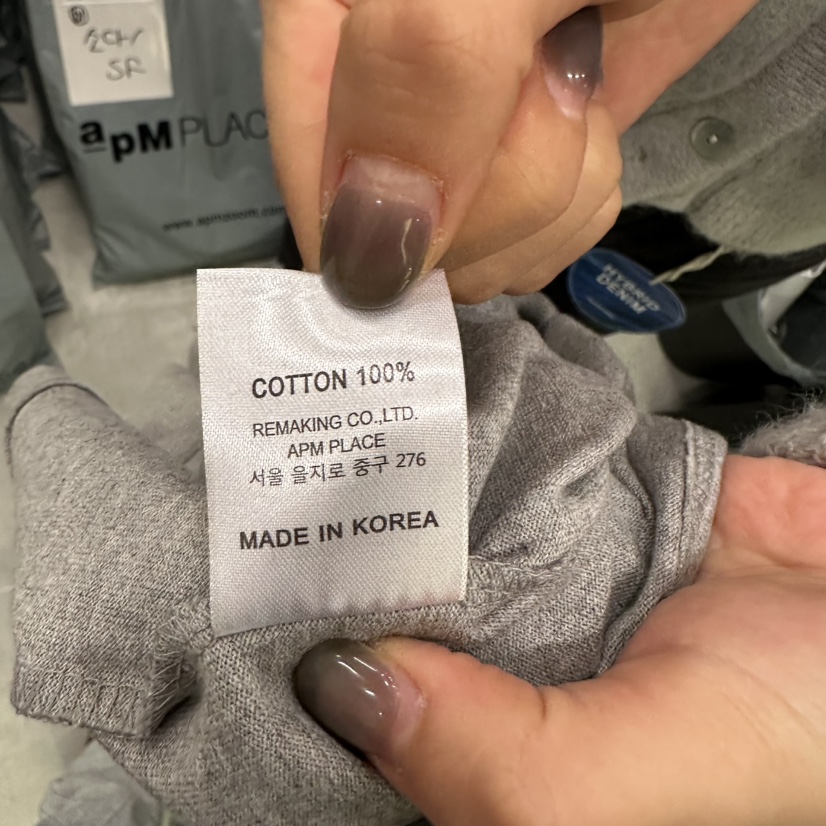 apM PLAC
COTTON 100%
REMAKING CO.,LTD.
APM PLACE
서울 을지로 중구 276
MADE IN KOREA
HYBRID
DENIM